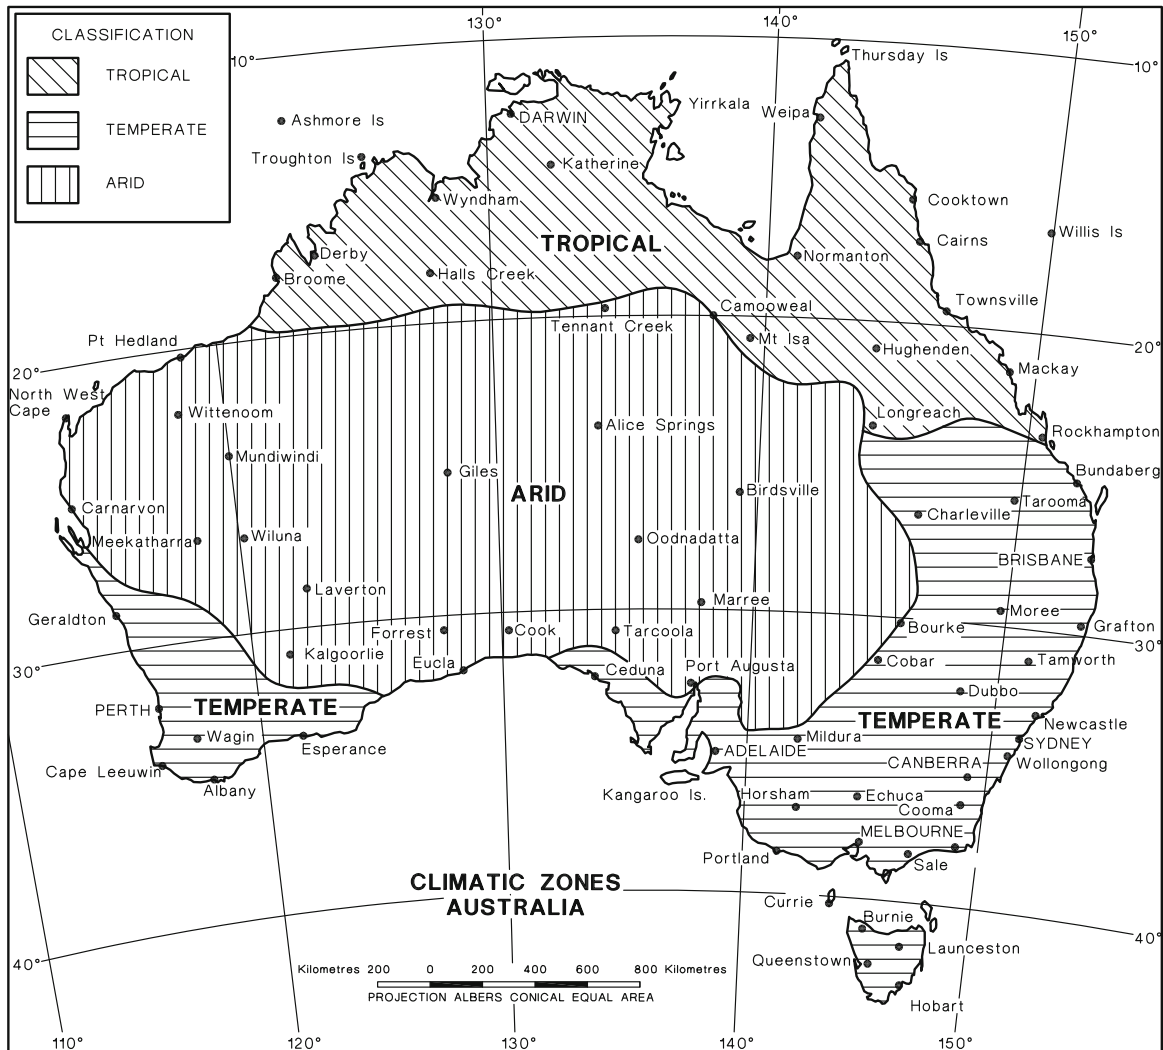 CLASSIFICATION
TROPICAL
TEMPERATE
ARID
130°
140°
150°
10°
10°
Thursday Is
Ashmore Is
DARWIN
Yirrkala
Weipa
Troughton Is
Katherine
Wyndham
Cooktown
Willis Is
Cairns
TROPICAL
Derby
Normanton
Broome
Halls Creek
Townsville
Camooweal
Tennant Creek
Mt Isa
Pt Hedland
Hughenden
20°
20°
Mackay
North West
Cape
Wittenoom
Longreach
Alice Springs
Rockhampton
Mundiwindi
Giles
Bundaberg
ARID
Birdsville
Carnarvon
Tarooma
Charleville
Meekatharra
Wiluna
Oodnadatta
BRISBANE
Laverton
Marree
Geraldton
Moree
Forrest
Cook
Tarcoola
Bourke
Grafton
30°
30°
Kalgoorlie
Eucla
Ceduna
Port Augusta
Cobar
Tamworth
Dubbo
PERTH
TEMPERATE
TEMPERATE
Newcastle
Wagin
Esperance
Mildura
SYDNEY
ADELAIDE
CANBERRA
Wollongong
Cape Leeuwin
Albany
Kangaroo Is.
Horsham
Echuca
Cooma
MELBOURNE
Portland
Sale
CLIMATIC ZONES
AUSTRALIA
Currie
Burnie
40°
40°
Launceston
Queenstown
Kilometres 200 0 200 400 600 800 Kilometres
PROJECTION ALBERS CONICAL EQUAL AREA
Hobart
110°
120°
130°
140°
150°